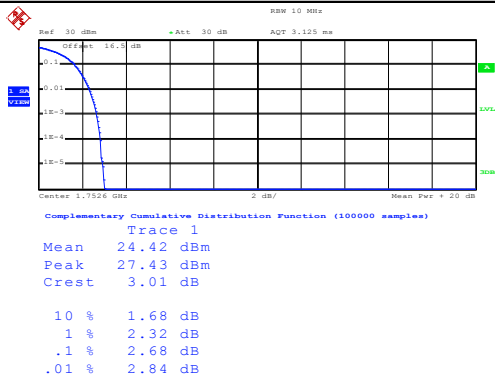 RBW 10 MHz
Ref 30 dBm Att 30 dB AQT 3.125 ms
Offset 16.5 dB
0.1
A
0.01
1 SA
VIEW
1E-3
LVL
1E-4
1E-5
3DB
Center 1.7526 GHz 2 dB/ Mean Pwr + 20 dB
Complementary Cumulative Distribution Function (100000 samples)
Trace 1
Mean 24.42 dBm
Peak 27.43 dBm
Crest 3.01 dB
10 % 1.68 dB
1 % 2.32 dB
.1 % 2.68 dB
.01 % 2.84 dB